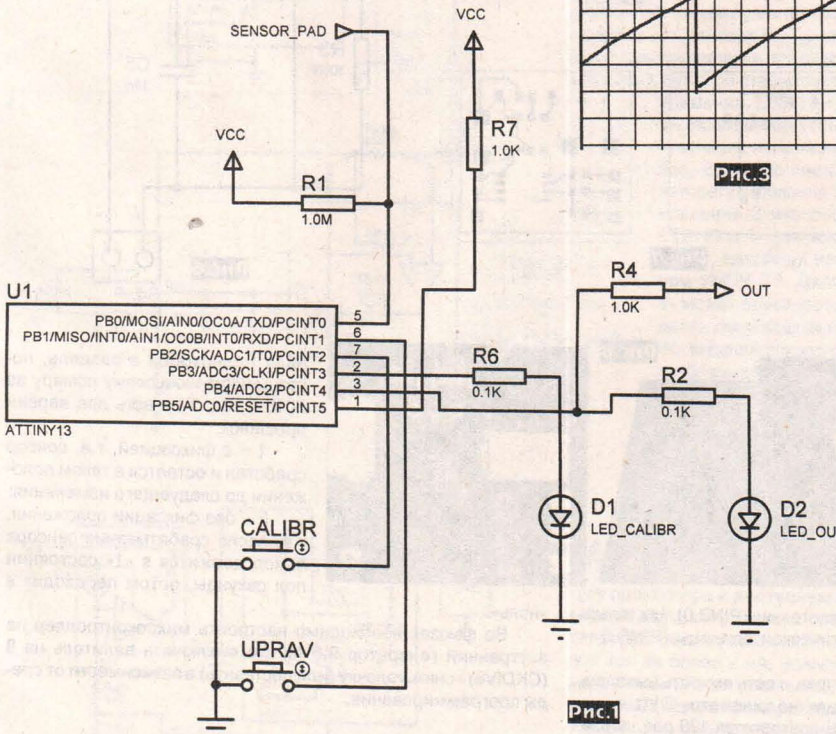 VCC
SENSOR_PAD
R7
1.0K
VCC
R1
1.0M
Рис.3
U1
PB0/MOSI/AIN0/OC0A/TXD/PCINT0
PB1/MISO/INT0/AIN1/OC0B/INT0/RXD/PCINT1
PB2/SCK/ADC1/T0/PCINT2
PB3/ADC3/CLKI/PCINT3
PB4/ADC2/PCINT4
PB5/ADC0/RESET/PCINT5
5
6
7
2
3
1
ATTINY13
R4
1.0K
OUT
R6
0.1K
R2
0.1K
CALIBR
D1
LED_CALIBR
D2
LED_OU
UPRAV
Рис.1